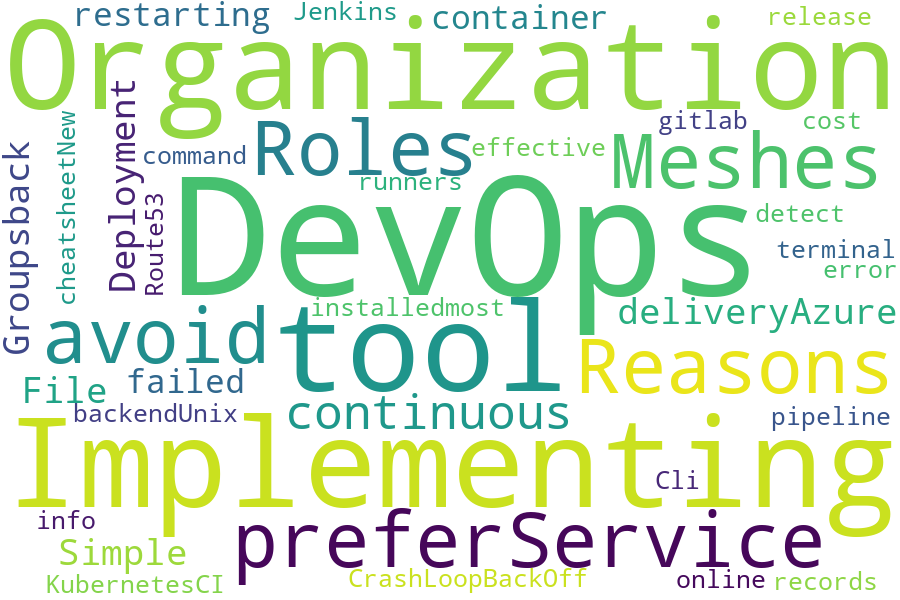 restarting
Jenkins
container
release
Organization
gitlab
cost
Roles
effective
Meshes
command
runners
Deployment
cheatsheetNew
Groupsback
Route53
DevOps
detect
terminal
error
installedmost
deliveryAzure
avoid
tool
Reasons
failed
File
continuous
backendUnix
pipeline
Implementing
Cli
info
preferService
Simple
KubernetesCI
CrashLoopBackOff
online
records